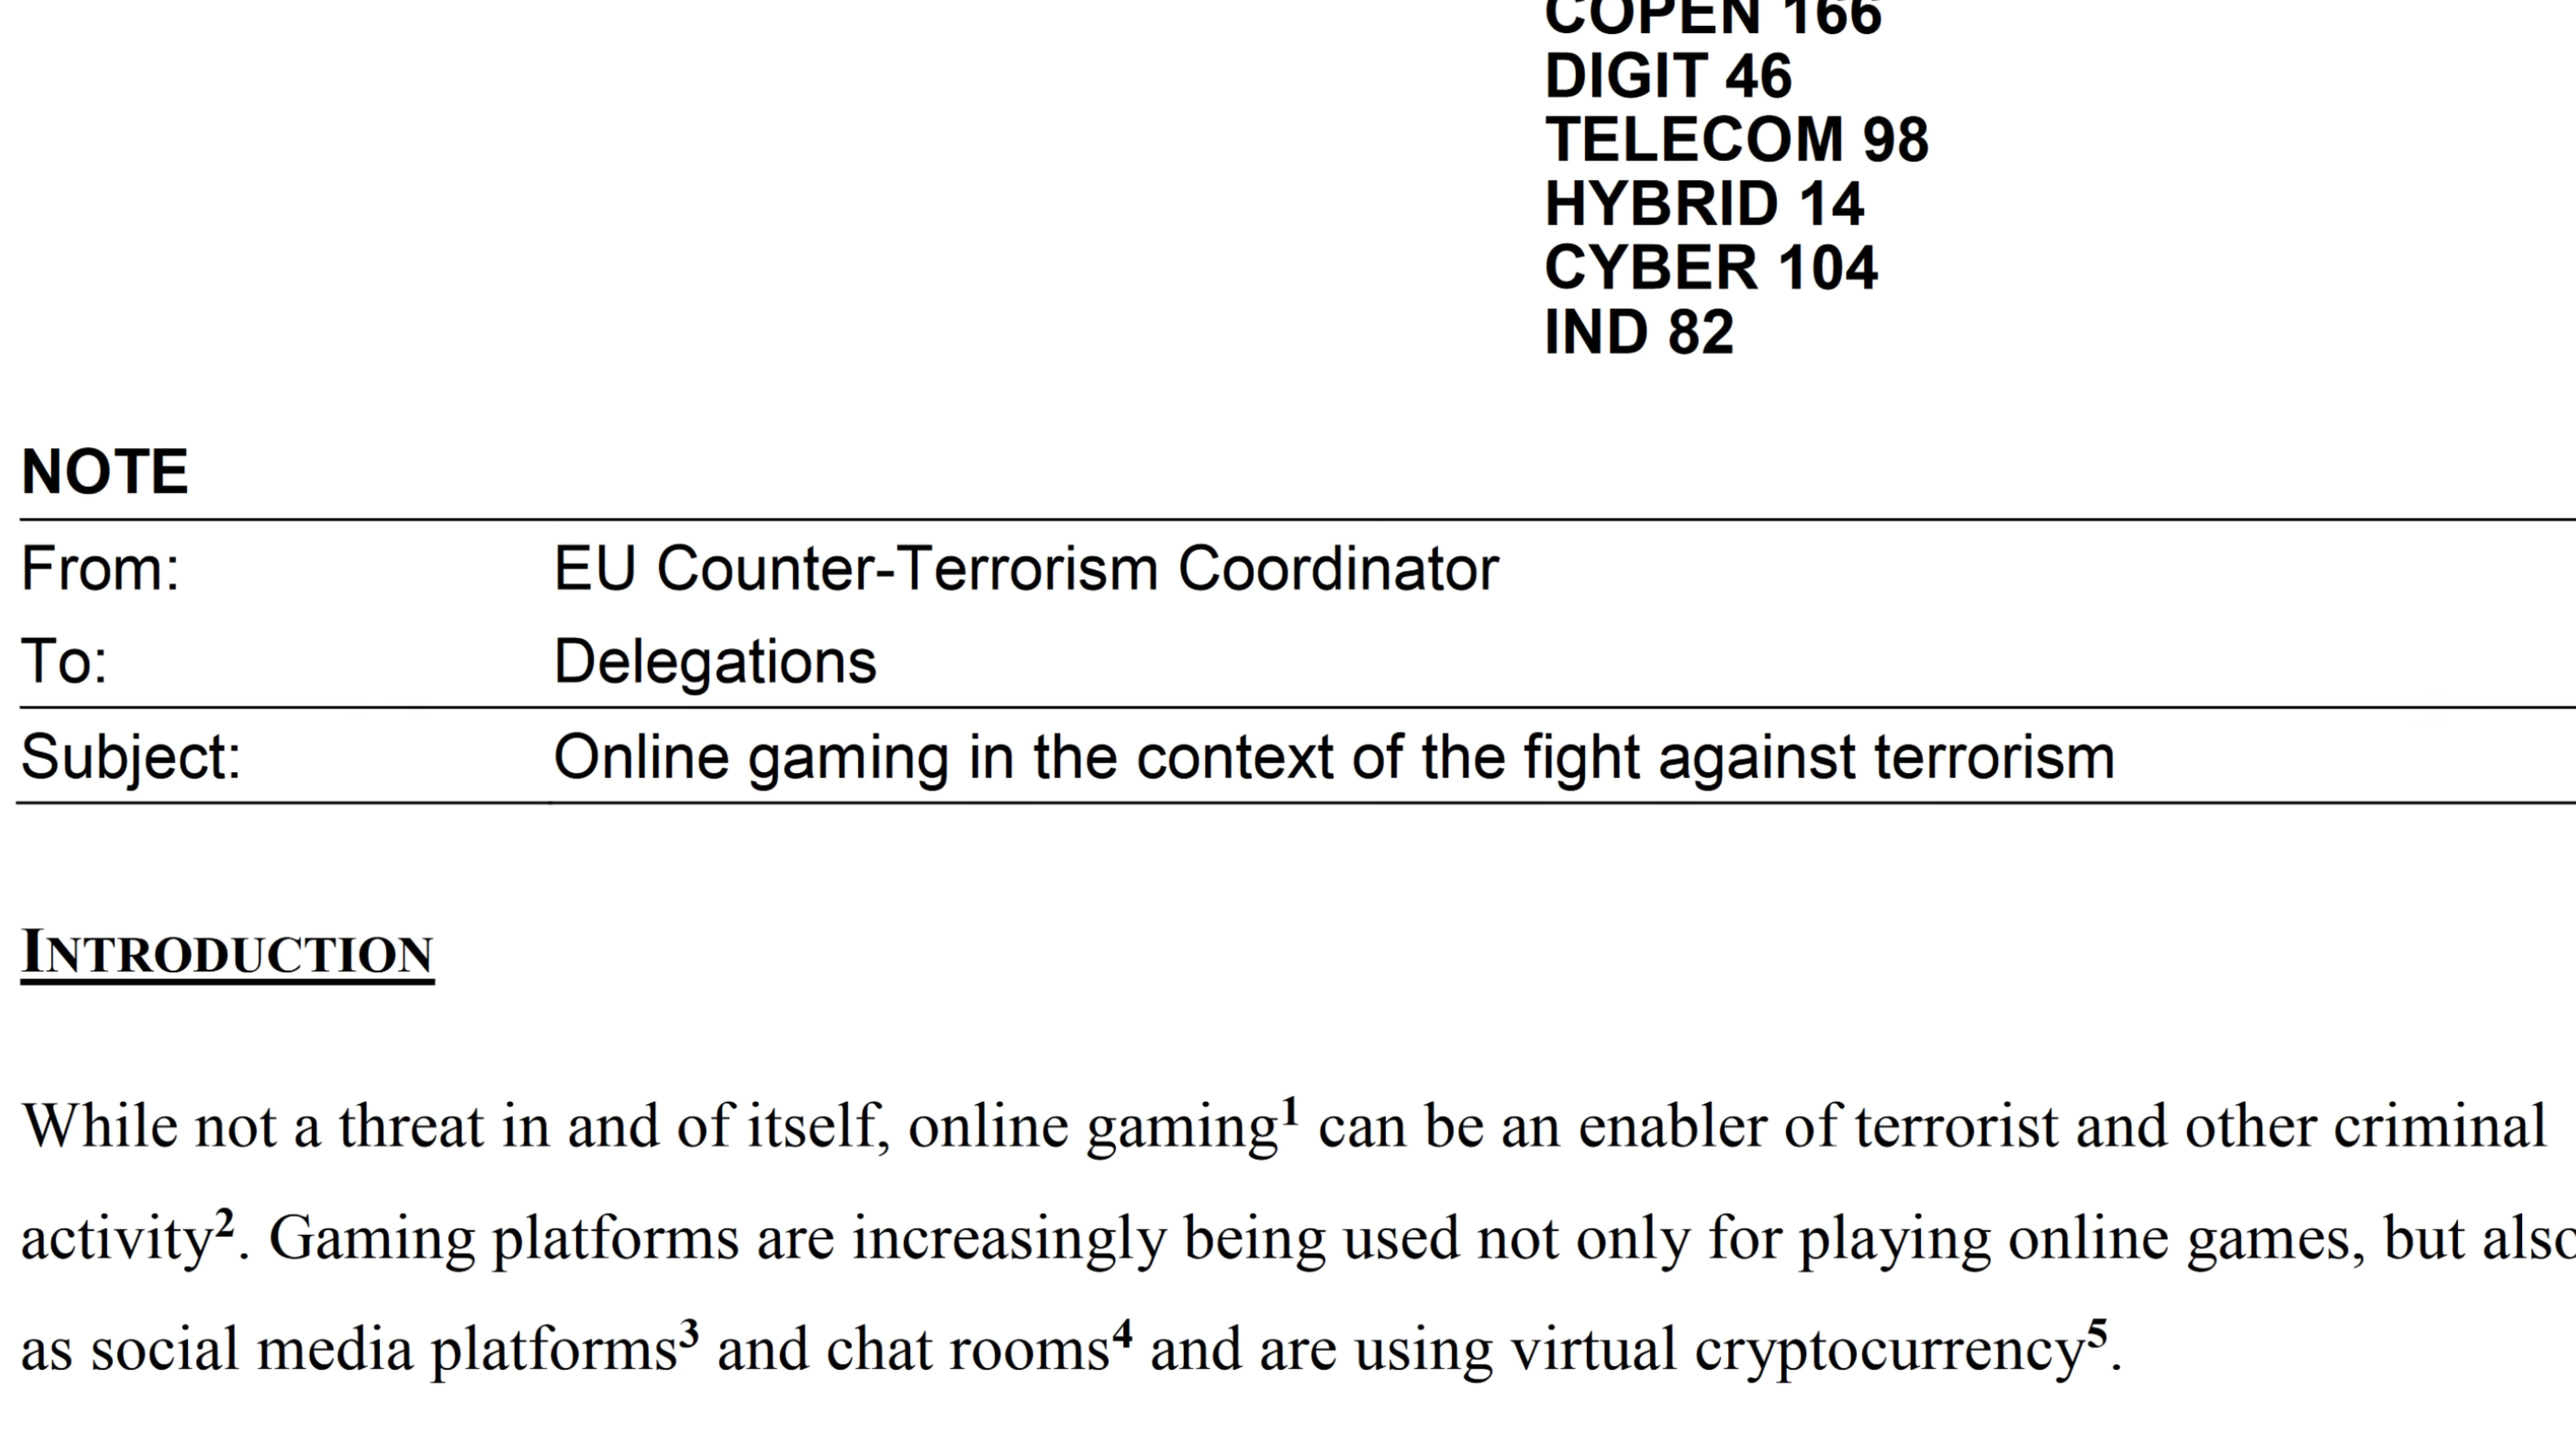 COPEN 166
DIGIT 46
TELECOM 98
HYBRID 14
CYBER 104
IND 82
NOTE
From: EU Counter-Terrorism Coordinator
To: Delegations
Subject: Online gaming in the context of the fight against terrorism
INTRODUCTION
While not a threat in and of itself, online gaming¹ can be an enabler of terrorist and other criminal
activity². Gaming platforms are increasingly being used not only for playing online games, but also
as social media platforms³ and chat rooms⁴ and are using virtual cryptocurrency⁵.